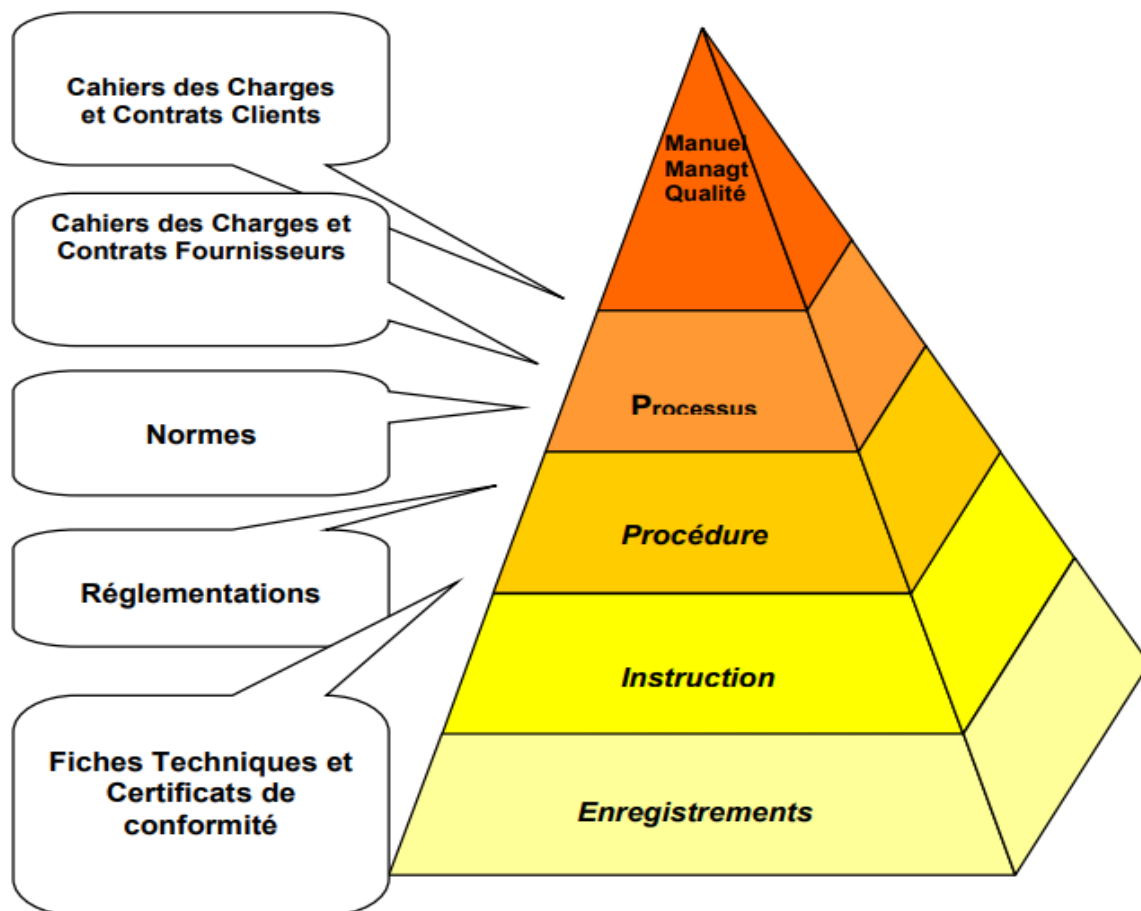 Cahiers des Charges
et Contrats Clients
Cahiers des Charges et
Contrats Fournisseurs
Normes
Réglementations
Fiches Techniques et
Certificats de
conformité
Manuel
Managt
Qualité
Processus
Procédure
Instruction
Enregistrements